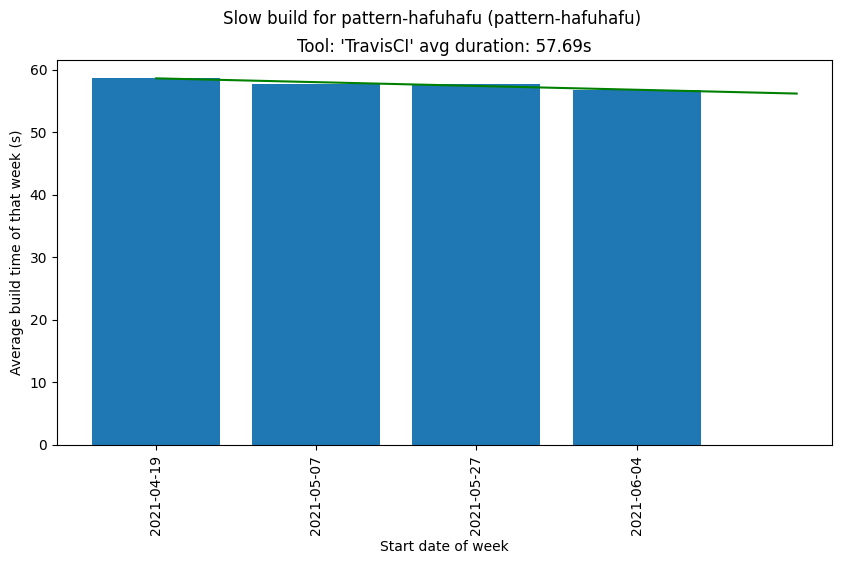 Slow build for pattern-hafuhafu (pattern-hafuhafu)
Tool: 'TravisCI' avg duration: 57.69s
Average build time of that week (s)
60
50
40
30
20
10
0
2021-04-19
2021-05-07
2021-05-27
2021-06-04
Start date of week